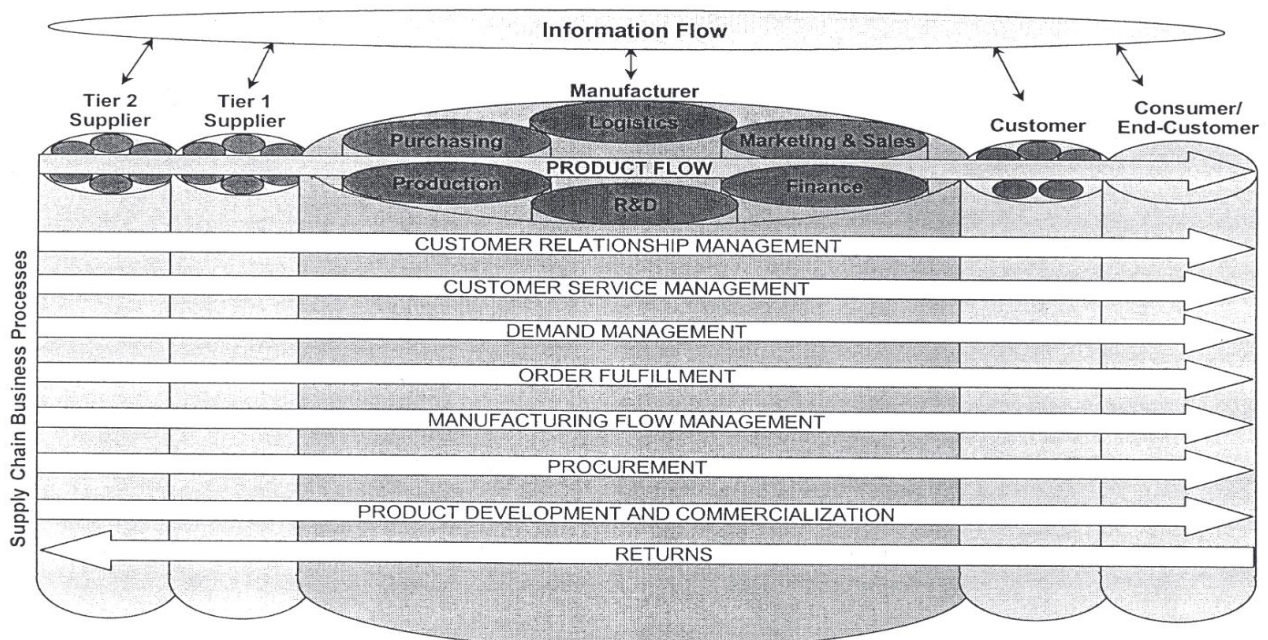 Information Flow
Tier 2
Supplier
Tier 1
Supplier
Manufacturer
Customer
Consumer/
End-Customer
Purchasing
Logistics
Marketing & Sales
PRODUCT FLOW
Production
R&D
Finance
Supply Chain Business Processes
CUSTOMER RELATIONSHIP MANAGEMENT
CUSTOMER SERVICE MANAGEMENT
DEMAND MANAGEMENT
ORDER FULFILLMENT
MANUFACTURING FLOW MANAGEMENT
PROCUREMENT
PRODUCT DEVELOPMENT AND COMMERCIALIZATION
RETURNS